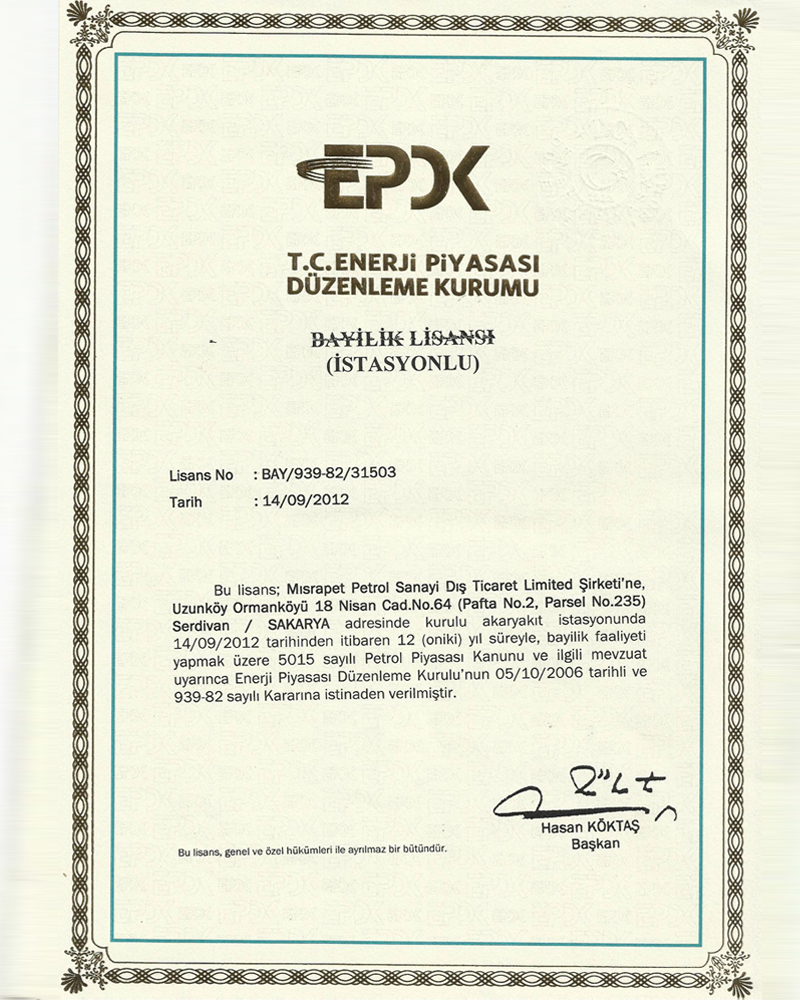 EPDK
T.C. ENERJİ PİYASASI
DÜZENLEME KURUMU
BAYİLİK LİSANSI
(İSTASYONLU)
Lisans No : BAY/939-82/31503
Tarih : 14/09/2012
Bu lisans; Mısrapet Petrol Sanayi Dış Ticaret Limited Şirketi'ne,
Uzunköy Ormanköyü 18 Nisan Cad.No.64 (Pafta No.2, Parsel No.235)
Serdivan / SAKARYA adresinde kurulu akaryakıt istasyonunda
14/09/2012 tarihinden itibaren 12 (oniki) yıl süreyle, bayilik faaliyeti
yapmak üzere 5015 sayılı Petrol Piyasası Kanunu ve ilgili mevzuat
uyarınca Enerji Piyasası Düzenleme Kurulu'nun 05/10/2006 tarihli ve
939-82 sayılı Kararına istinaden verilmiştir.
Hasan KÖKTAŞ
Başkan
Bu lisans, genel ve özel hükümleri ile ayrılmaz bir bütündür.